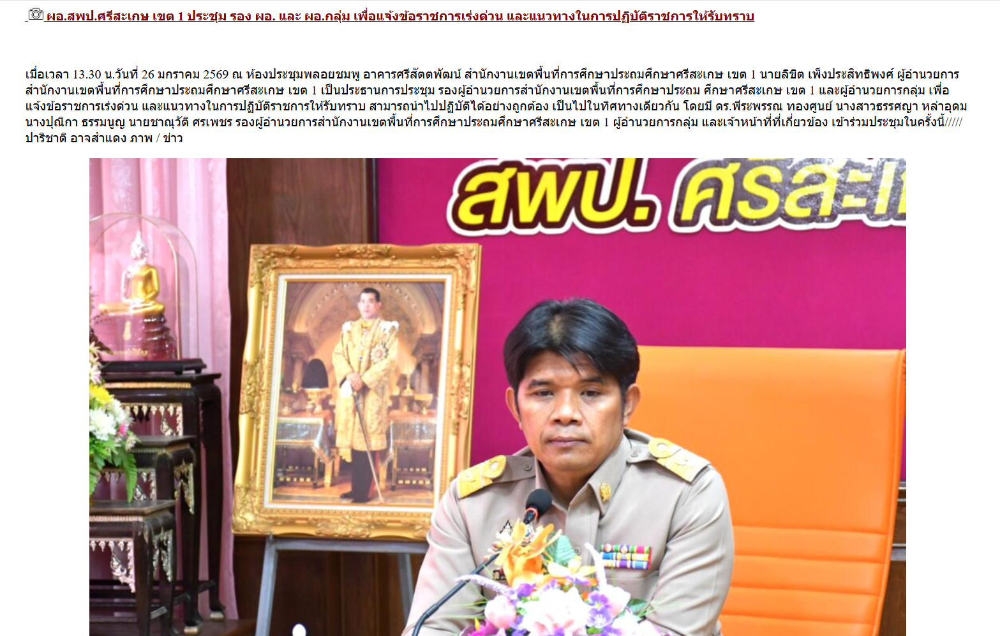 ผอ.สพป.ศรีสะเกษ เขต 1 ประชุม รอง ผอ. และ ผอ.กลุ่ม เพื่อแจ้งข้อราชการเร่งด่วน และแนวทางในการปฏิบัติราชการให้รับทราบ
เมื่อเวลา 13.30 น.วันที่ 26 มกราคม 2569 ณ ห้องประชุมพลอยชมพู อาคารศรีสัตตพัฒน์ สำนักงานเขตพื้นที่การศึกษาประถมศึกษาศรีสะเกษ เขต 1 นายลิขิต เพ็งประสิทธิพงศ์ ผู้อำนวยการ
สำนักงานเขตพื้นที่การศึกษาประถมศึกษาศรีสะเกษ เขต 1 เป็นประธานการประชุม รองผู้อำนวยการสำนักงานเขตพื้นที่การศึกษาประถม ศึกษาศรีสะเกษ เขต 1 และผู้อำนวยการกลุ่ม เพื่อ
แจ้งข้อราชการเร่งด่วน และแนวทางในการปฏิบัติราชการให้รับทราบ สามารถนำไปปฏิบัติได้อย่างถูกต้อง เป็นไปในทิศทางเดียวกัน โดยมี ดร.พีระพรรณ ทองศูนย์ นางสาวธรรศญา หล่าอุดม
นางปุณิกา ธรรมนูญ นายชาณุวัติ ศรเพชร รองผู้อำนวยการสำนักงานเขตพื้นที่การศึกษาประถมศึกษาศรีสะเกษ เขต 1 ผู้อำนวยการกลุ่ม และเจ้าหน้าที่ที่เกี่ยวข้อง เข้าร่วมประชุมในครั้งนี้/////
ปาริชาติ อาจสำแดง ภาพ / ข่าว
สพป. ศรีสะเ